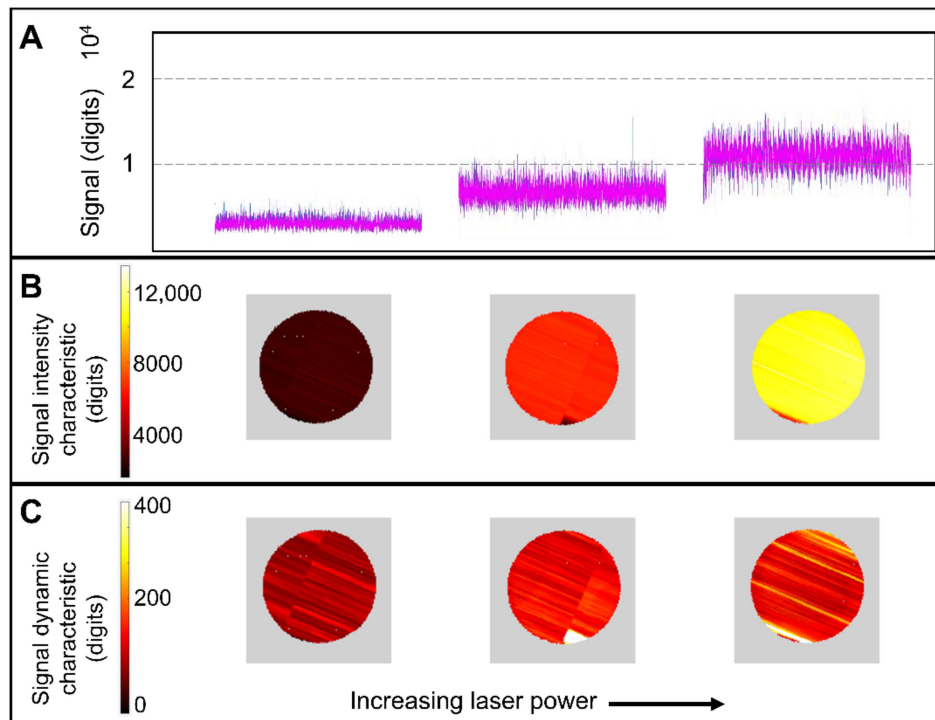 A
Signal (digits)
10⁴
2
1
B
Signal intensity
characteristic
(digits)
12,000
8000
4000
C
Signal dynamic
characteristic
(digits)
400
200
0
Increasing laser power